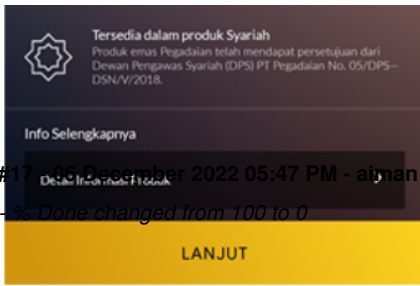 Tersedia dalam produk Syariah
Produk emas Pegadaian telah mendapat persetujuan dari
Dewan Pengawas Syariah (DPS) PT Pegadaian No. 05/DPS–
DSN/V/2018.
Info Selengkapnya
#17 - 06 December 2022 05:47 PM - aiman
Detail Informasi Produk
- % Done changed from 100 to 0
LANJUT